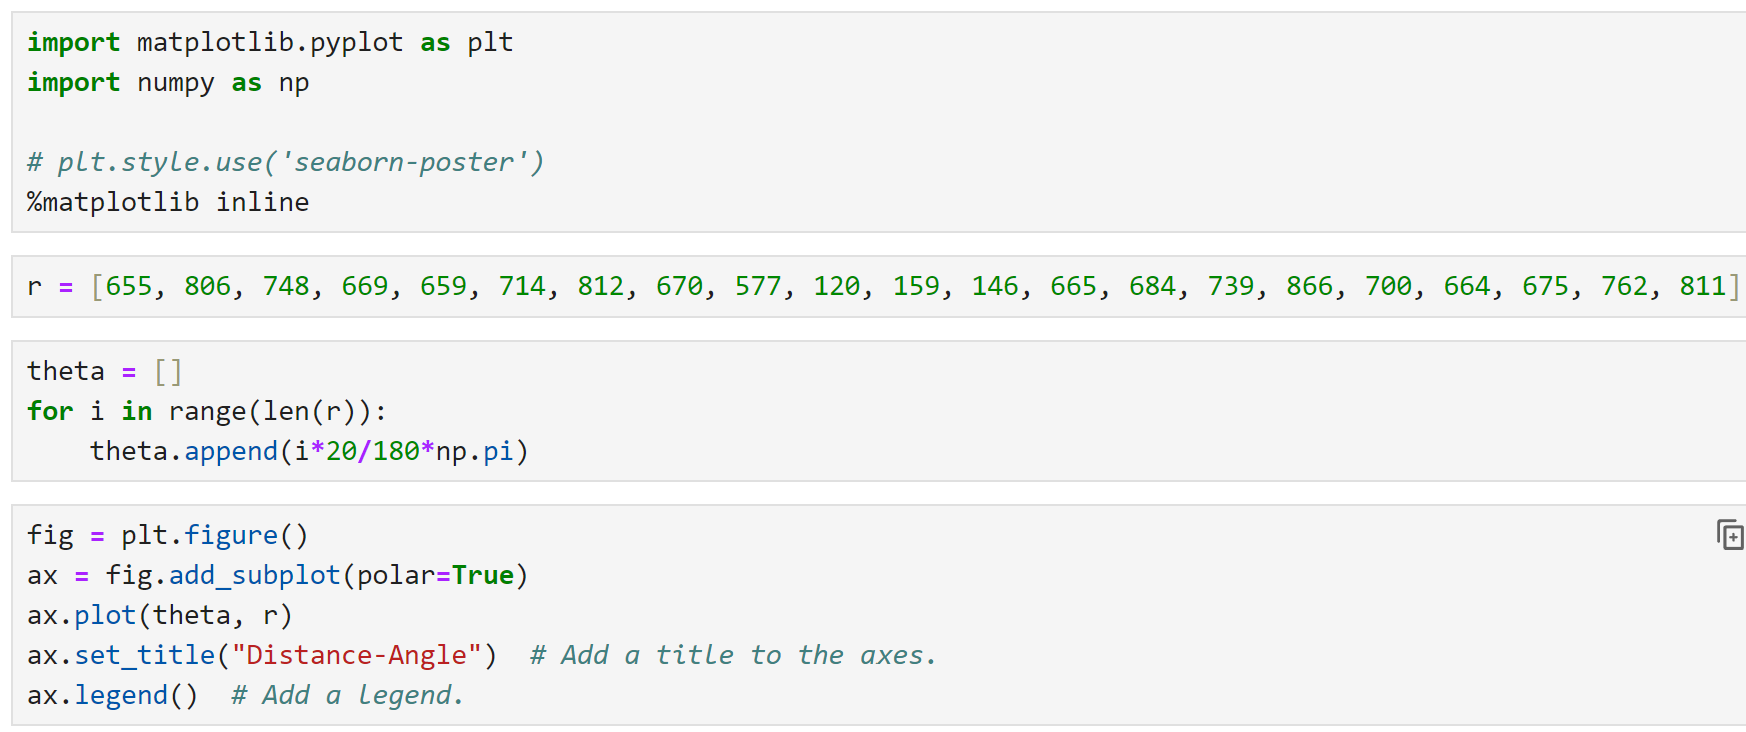 import matplotlib.pyplot as plt
import numpy as np
# plt.style.use('seaborn-poster')
%matplotlib inline
r = [655, 806, 748, 669, 659, 714, 812, 670, 577, 120, 159, 146, 665, 684, 739, 866, 700, 664, 675, 762, 811]
theta = []
for i in range(len(r)):
    theta.append(i*20/180*np.pi)
fig = plt.figure()
ax = fig.add_subplot(polar=True)
ax.plot(theta, r)
ax.set_title("Distance-Angle")  # Add a title to the axes.
ax.legend()  # Add a legend.